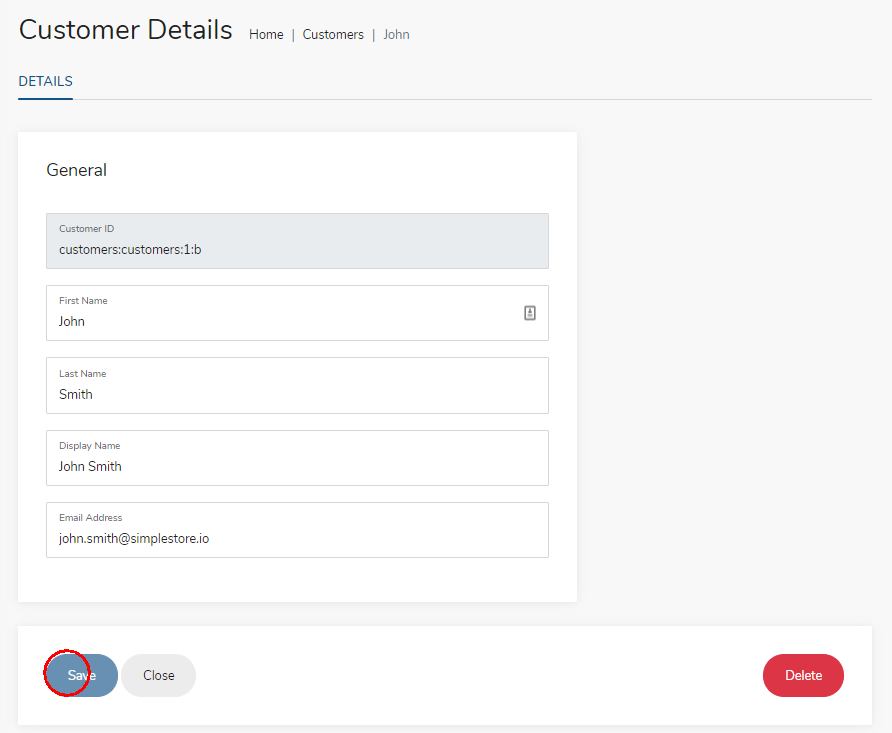 Customer Details Home | Customers | John
DETAILS
General
Customer ID
customers:customers:1:b
First Name
John
Last Name
Smith
Display Name
John Smith
Email Address
john.smith@simplestore.io
Save Close Delete